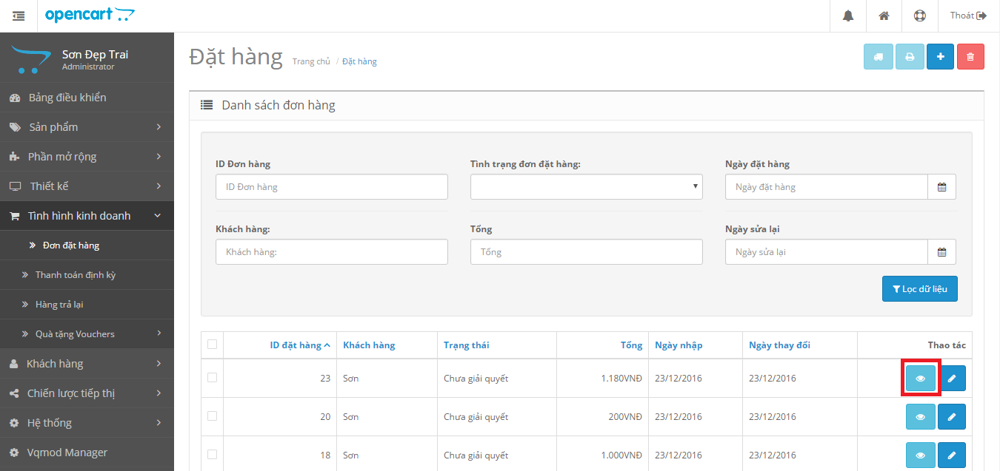 opencart
Thoát
Sơn Đẹp Trai
Administrator
Bảng điều khiển
Sản phẩm
Phần mở rộng
Thiết kế
Tình hình kinh doanh
Đơn đặt hàng
Thanh toán định kỳ
Hàng trả lại
Quà tặng Vouchers
Khách hàng
Chiến lược tiếp thị
Hệ thống
Vqmod Manager
Đặt hàng Trang chủ / Đặt hàng
Danh sách đơn hàng
ID Đơn hàng Tình trạng đơn đặt hàng: Ngày đặt hàng
ID Đơn hàng Ngày đặt hàng
Khách hàng: Tổng Ngày sửa lại
Khách hàng: Tổng Ngày sửa lại
Lọc dữ liệu
ID đặt hàng Khách hàng Trạng thái Tổng Ngày nhập Ngày thay đổi Thao tác
23 Sơn Chưa giải quyết 1.180VNĐ 23/12/2016 23/12/2016
20 Sơn Chưa giải quyết 200VNĐ 23/12/2016 23/12/2016
18 Sơn Chưa giải quyết 1.000VNĐ 23/12/2016 23/12/2016